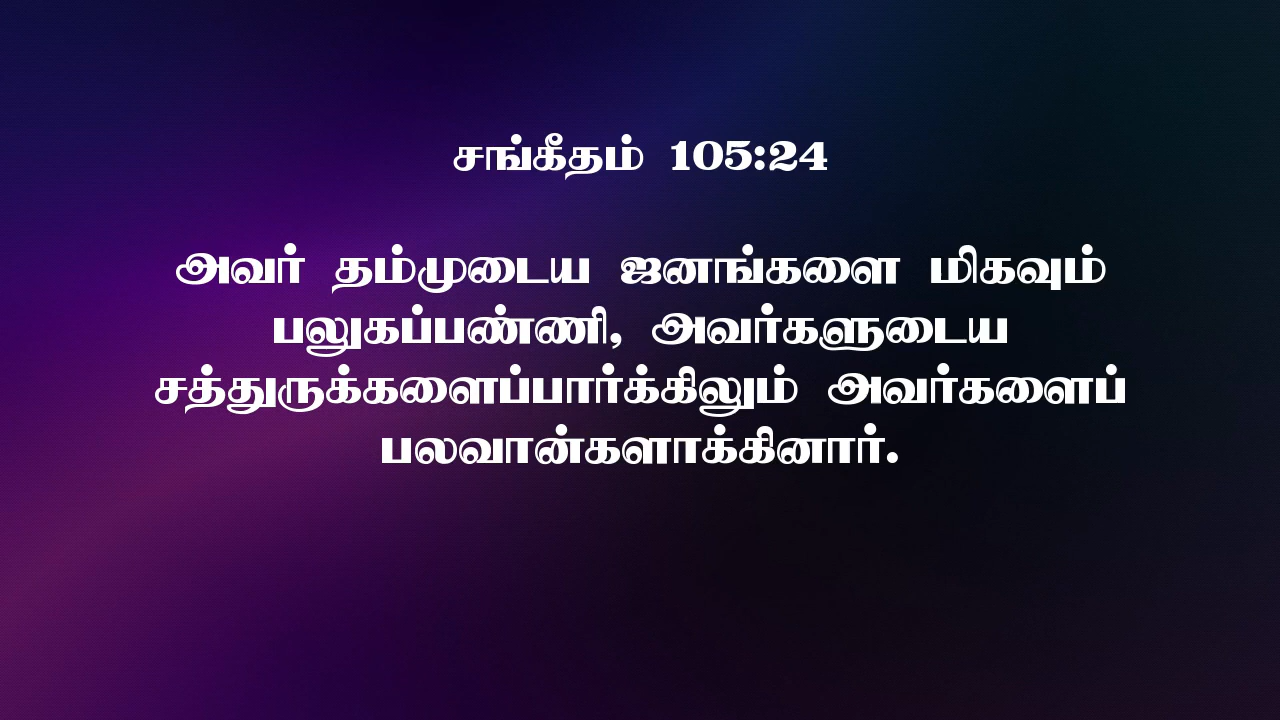 சங்கீதம் 105:24
அவர் தம்முடைய ஜனங்களை மிகவும்
பலுகப்பண்ணி, அவர்களுடைய
சத்துருக்களைப்பார்க்கிலும் அவர்களைப்
பலவான்களாக்கினார்.